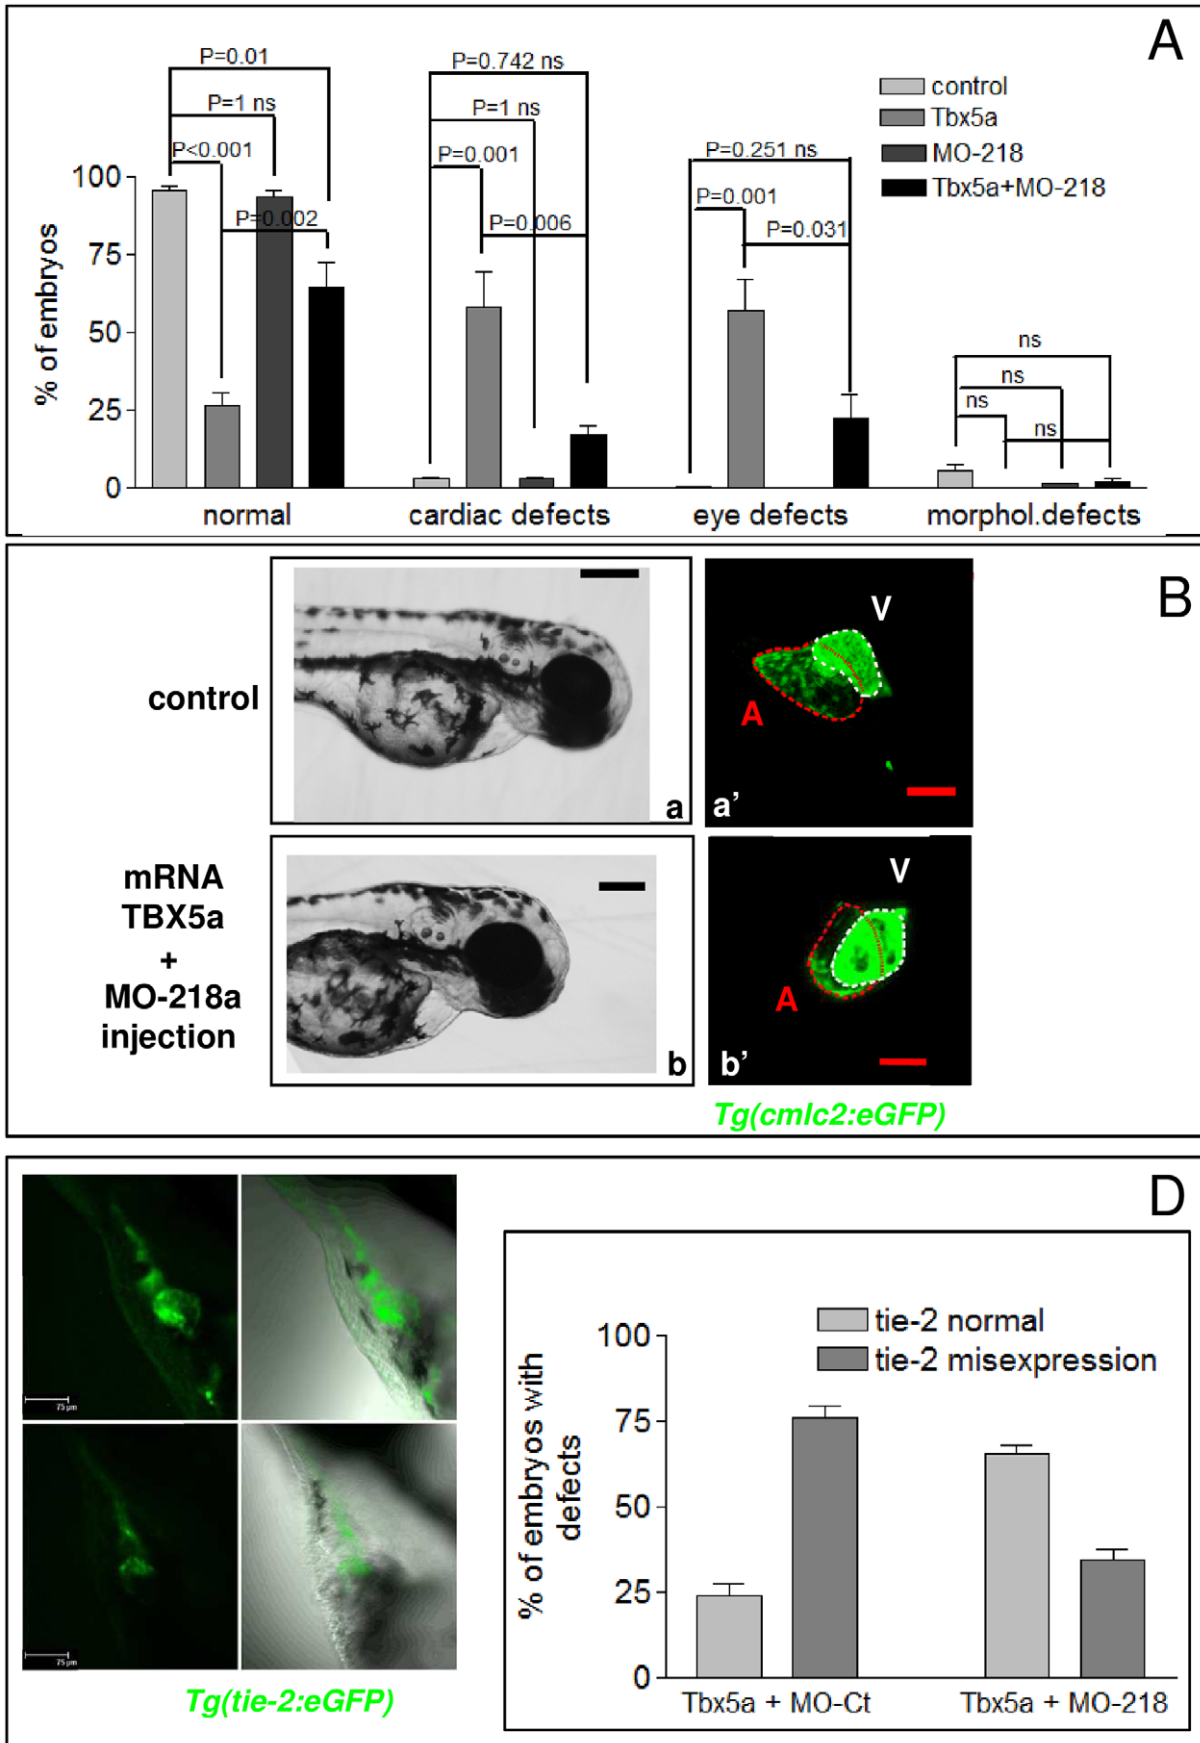 A
P=0.01
P=0.742 ns
control
Tbx5a
MO-218
Tbx5a+MO-218
P=1 ns
P=1 ns
P<0.001
P=0.001
P=0.251 ns
P=0.001
P=0.002
P=0.006
P=0.031
ns
ns
ns
ns
% of embryos
100
75
50
25
0
normal
cardiac defects
eye defects
morphol.defects
B
control
a
V
A
a’
mRNA
TBX5a
+
MO-218a
injection
b
V
A
b’
Tg(cmlc2:eGFP)
D
75 µm
75 µm
Tg(tie-2:eGFP)
tie-2 normal
tie-2 misexpression
% of embryos with
defects
100
75
50
25
0
Tbx5a + MO-Ct
Tbx5a + MO-218